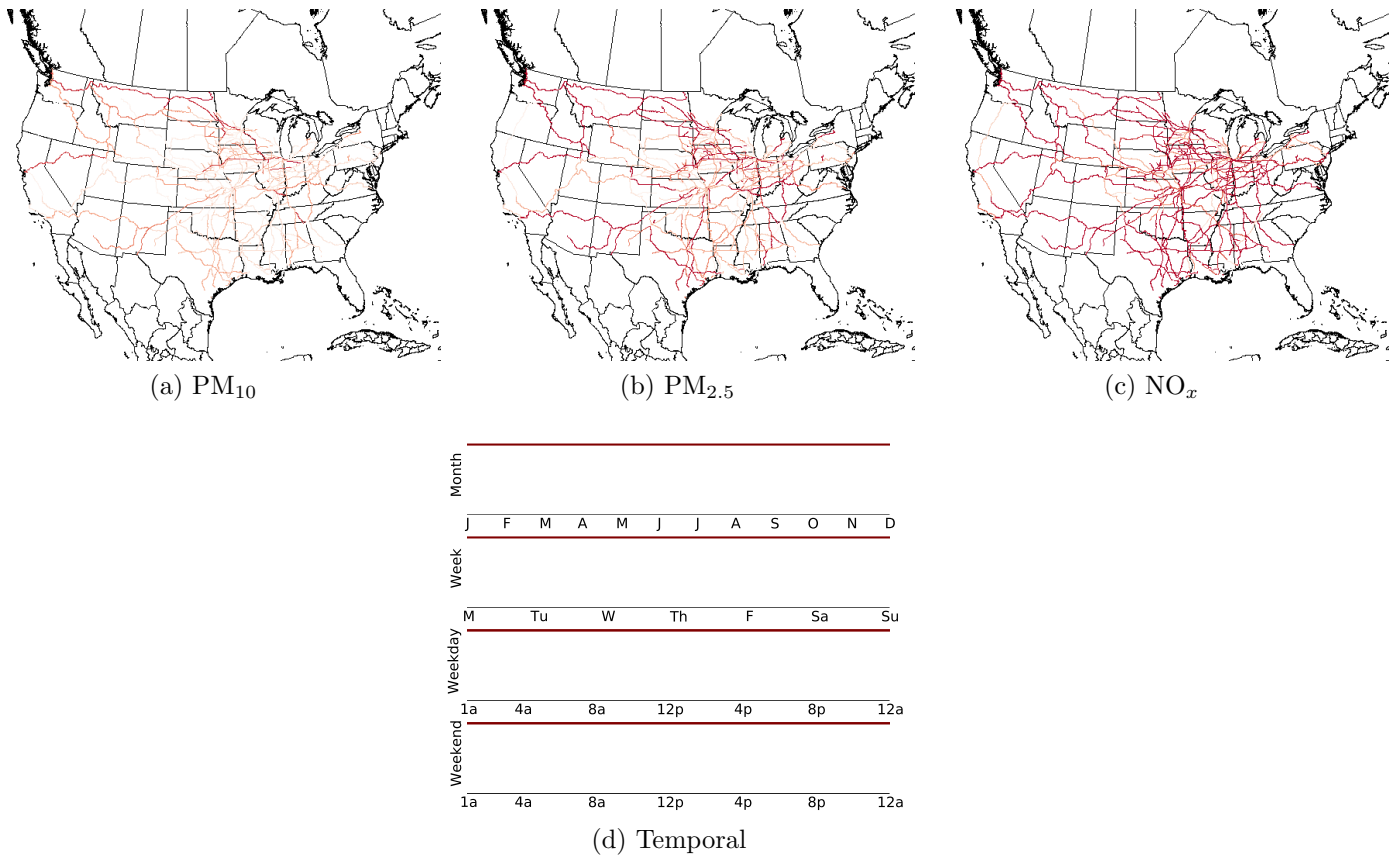 (a) PM₁₀
(b) PM₂.₅
(c) NOₓ
Month
J F M A M J J A S O N D
Week
M Tu W Th F Sa Su
Weekday
1a 4a 8a 12p 4p 8p 12a
Weekend
1a 4a 8a 12p 4p 8p 12a
(d) Temporal